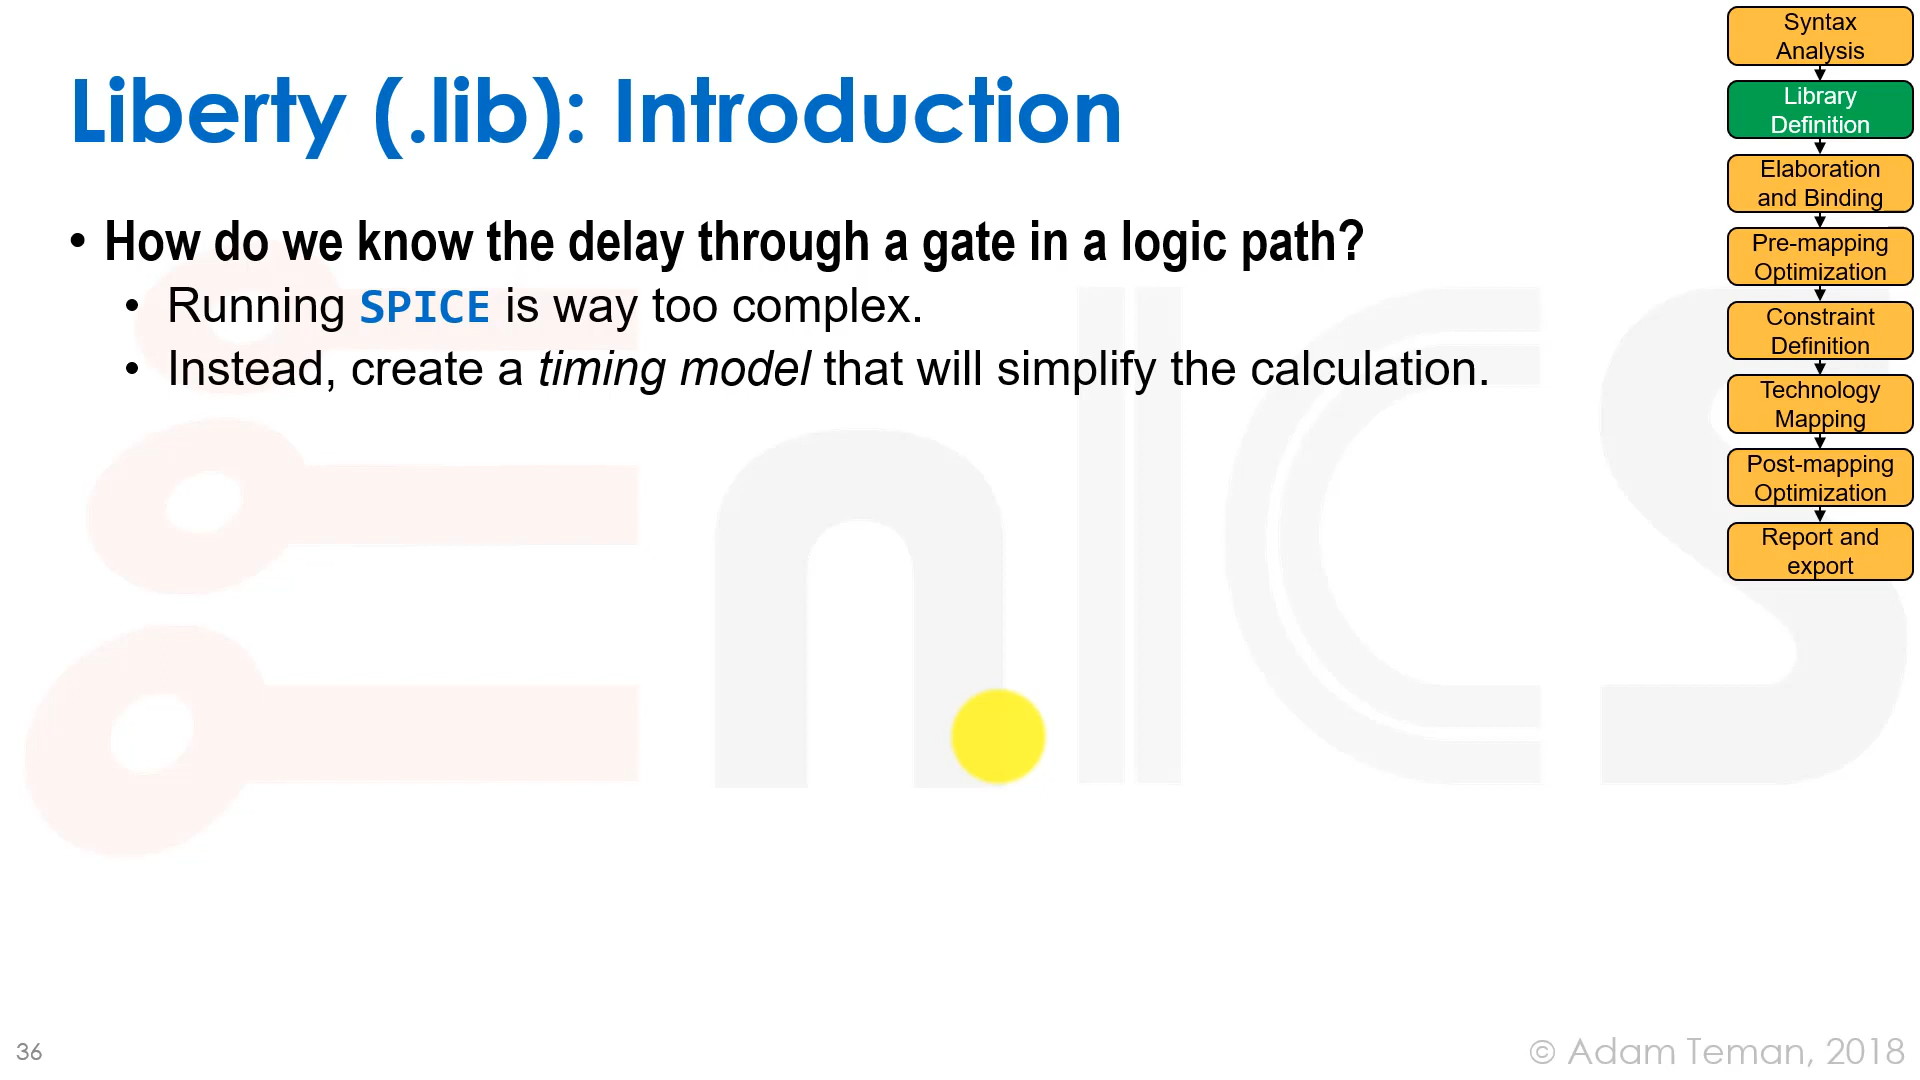 Liberty (.lib): Introduction
• How do we know the delay through a gate in a logic path?
• Running SPICE is way too complex.
• Instead, create a timing model that will simplify the calculation.
Syntax
Analysis
Library
Definition
Elaboration
and Binding
Pre-mapping
Optimization
Constraint
Definition
Technology
Mapping
Post-mapping
Optimization
Report and
export
EnICS
36
© Adam Teman, 2018